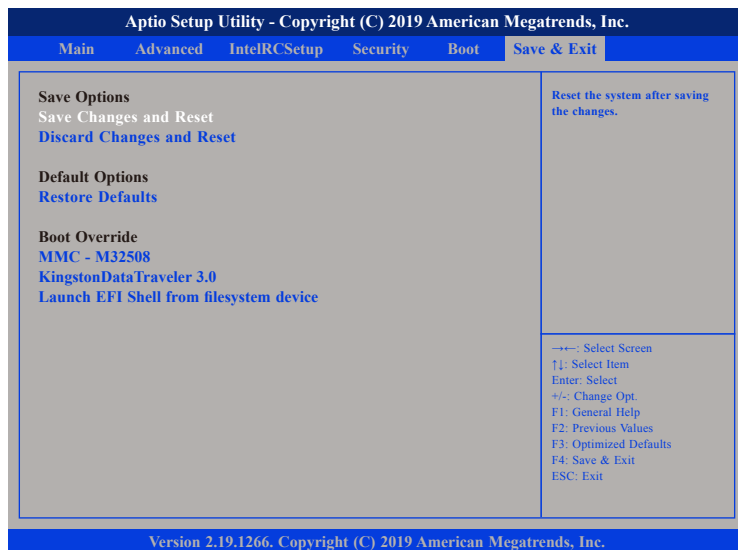 Aptio Setup Utility - Copyright (C) 2019 American Megatrends, Inc.
Main Advanced IntelRCSetup Security Boot Save & Exit
Save Options
Save Changes and Reset
Discard Changes and Reset
Default Options
Restore Defaults
Boot Override
MMC - M32508
KingstonDataTraveler 3.0
Launch EFI Shell from filesystem device
Reset the system after saving
the changes.
→←: Select Screen
↑↓: Select Item
Enter: Select
+/-: Change Opt.
F1: General Help
F2: Previous Values
F3: Optimized Defaults
F4: Save & Exit
ESC: Exit
Version 2.19.1266. Copyright (C) 2019 American Megatrends, Inc.